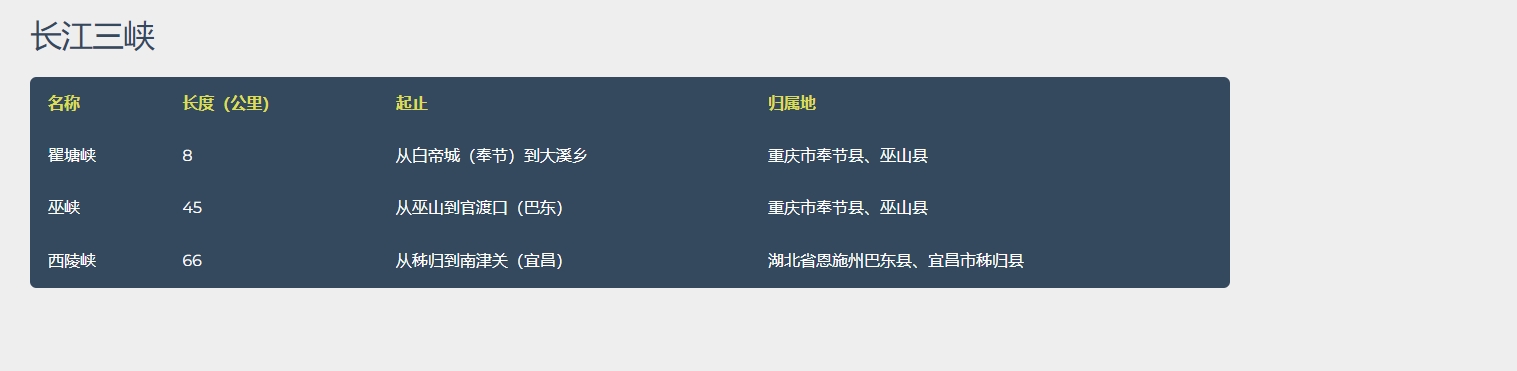 长江三峡
名称 长度（公里） 起止 归属地
瞿塘峡 8 从白帝城（奉节）到大溪乡 重庆市奉节县、巫山县
巫峡 45 从巫山到官渡口（巴东） 重庆市奉节县、巫山县
西陵峡 66 从秭归到南津关（宜昌） 湖北省恩施州巴东县、宜昌市秭归县